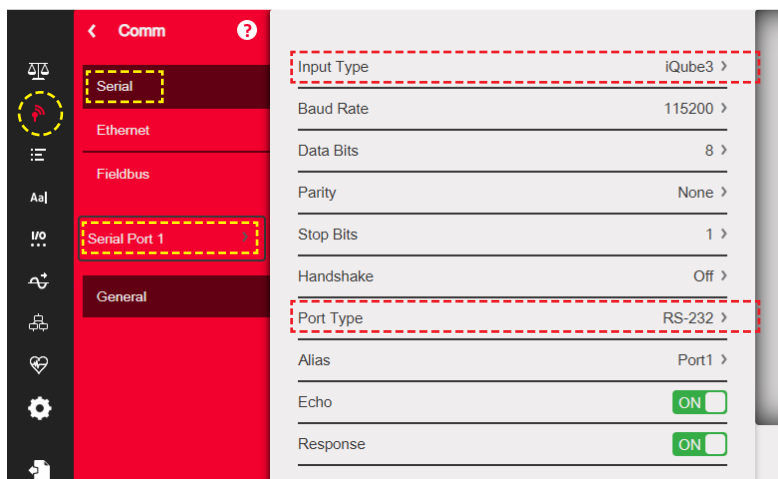 Comm
?
Serial
Ethernet
Fieldbus
Serial Port 1
General
Aa
I/O
Input Type iQube3
Baud Rate 115200
Data Bits 8
Parity None
Stop Bits 1
Handshake Off
Port Type RS-232
Alias Port1
Echo ON
Response ON